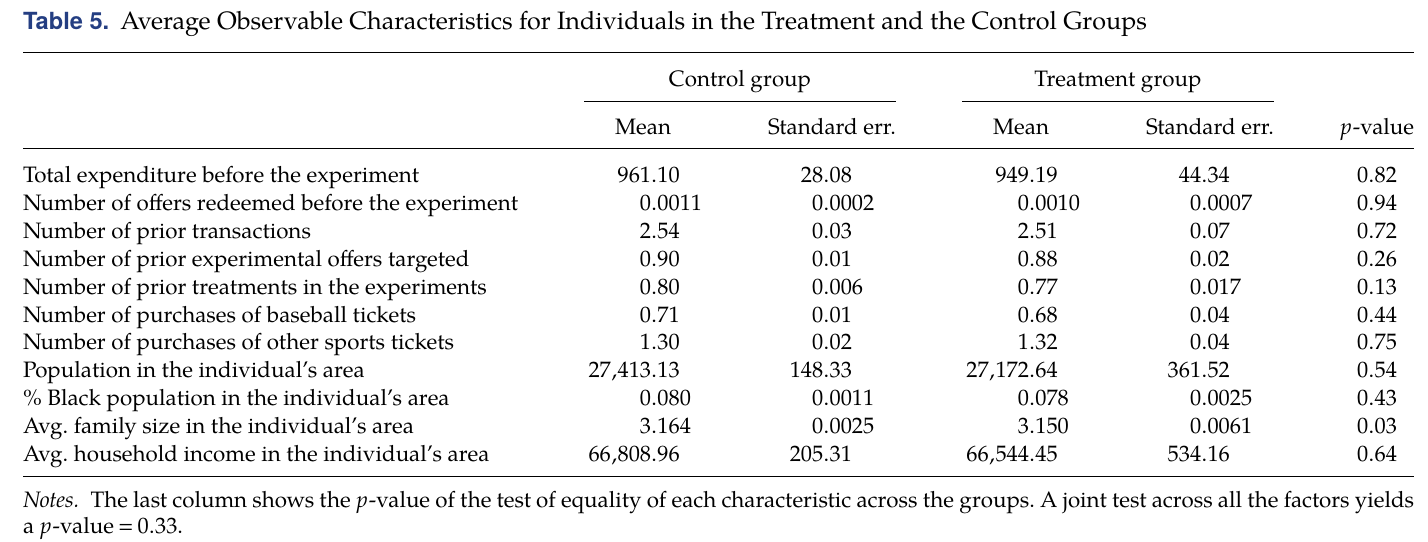 Table 5. Average Observable Characteristics for Individuals in the Treatment and the Control Groups
Control group Treatment group
Mean Standard err. Mean Standard err. p-value
Total expenditure before the experiment 961.10 28.08 949.19 44.34 0.82
Number of offers redeemed before the experiment 0.0011 0.0002 0.0010 0.0007 0.94
Number of prior transactions 2.54 0.03 2.51 0.07 0.72
Number of prior experimental offers targeted 0.90 0.01 0.88 0.02 0.26
Number of prior treatments in the experiments 0.80 0.006 0.77 0.017 0.13
Number of purchases of baseball tickets 0.71 0.01 0.68 0.04 0.44
Number of purchases of other sports tickets 1.30 0.02 1.32 0.04 0.75
Population in the individual’s area 27,413.13 148.33 27,172.64 361.52 0.54
% Black population in the individual’s area 0.080 0.0011 0.078 0.0025 0.43
Avg. family size in the individual’s area 3.164 0.0025 3.150 0.0061 0.03
Avg. household income in the individual’s area 66,808.96 205.31 66,544.45 534.16 0.64
Notes. The last column shows the p-value of the test of equality of each characteristic across the groups. A joint test across all the factors yields
a p-value = 0.33.